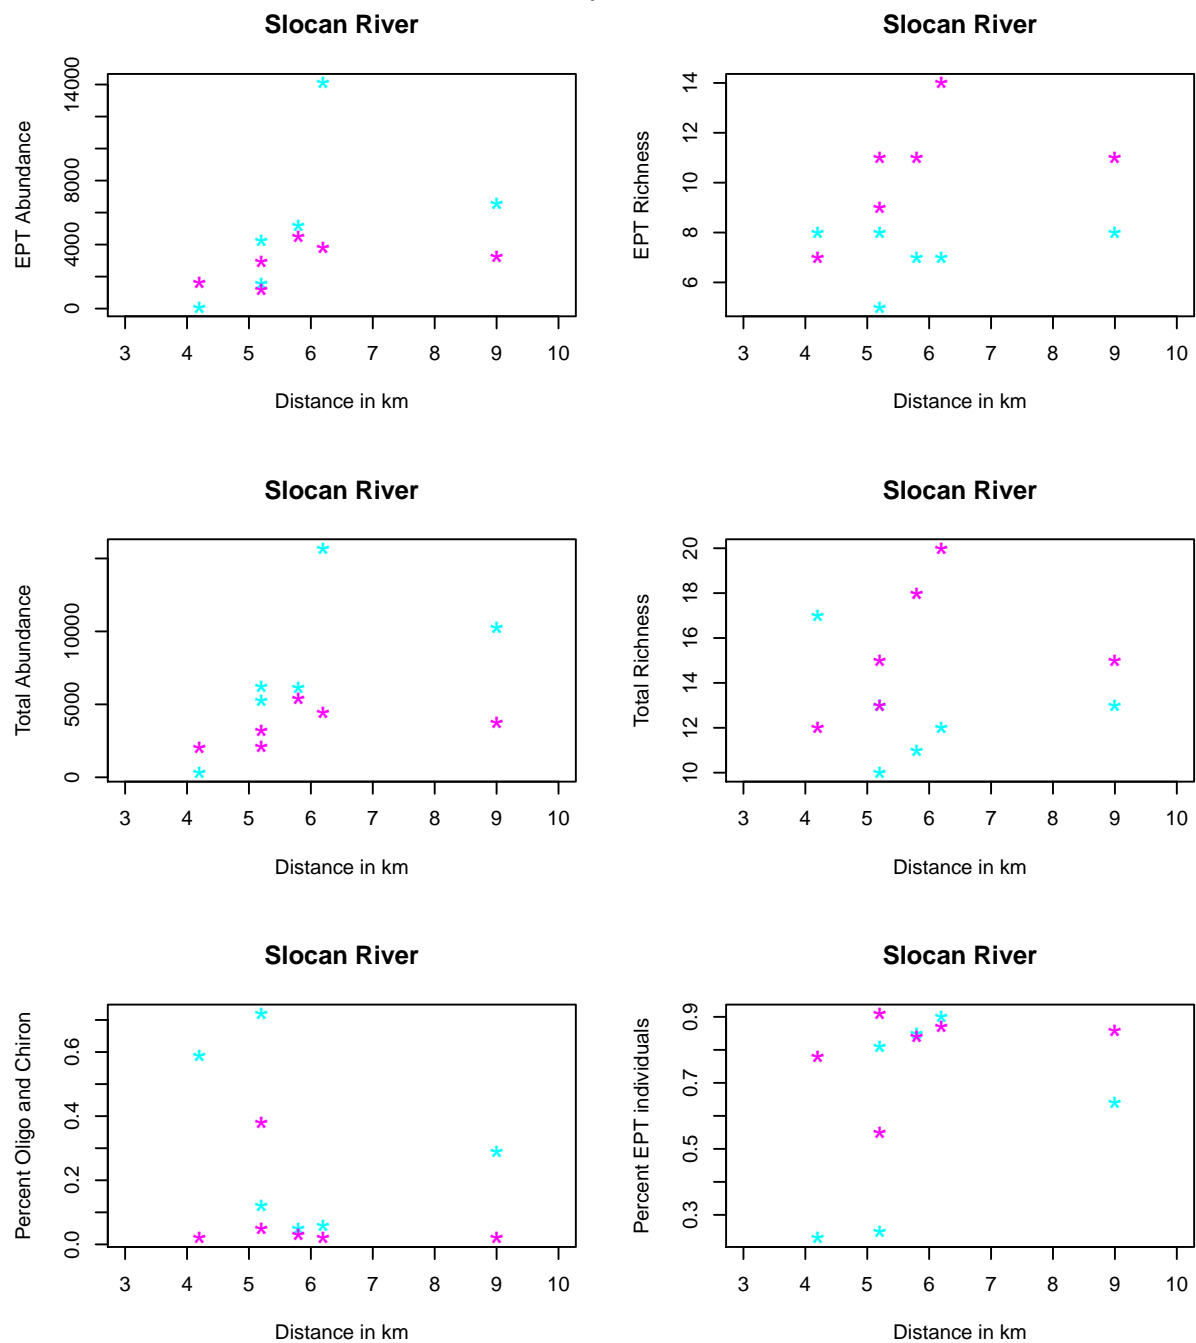 Slocan River
EPT Abundance
14000
8000
4000
0
3 4 5 6 7 8 9 10
Distance in km
Slocan River
EPT Richness
14
12
10
8
6
3 4 5 6 7 8 9 10
Distance in km
Slocan River
Total Abundance
10000
5000
0
3 4 5 6 7 8 9 10
Distance in km
Slocan River
Total Richness
20
18
16
14
12
10
3 4 5 6 7 8 9 10
Distance in km
Slocan River
Percent Oligo and Chiron
0.6
0.4
0.2
0.0
3 4 5 6 7 8 9 10
Distance in km
Slocan River
Percent EPT individuals
0.9
0.7
0.5
0.3
3 4 5 6 7 8 9 10
Distance in km